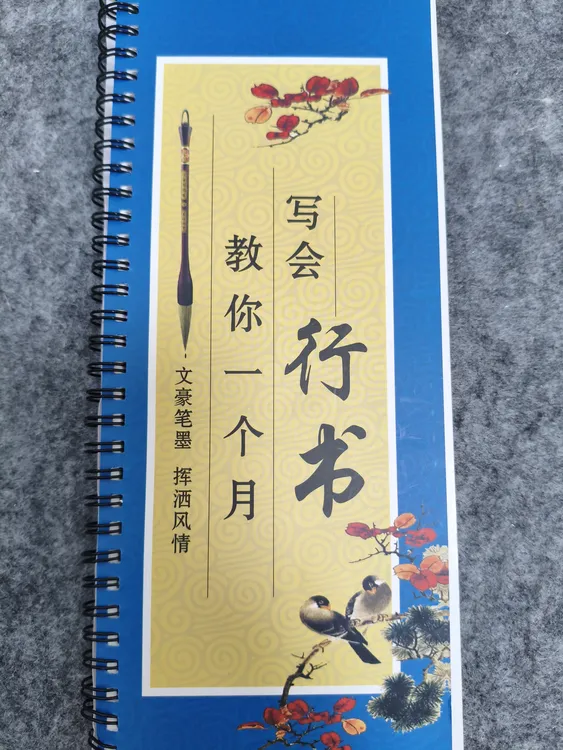 教你一个月
写会行书
文豪笔墨 挥洒风情